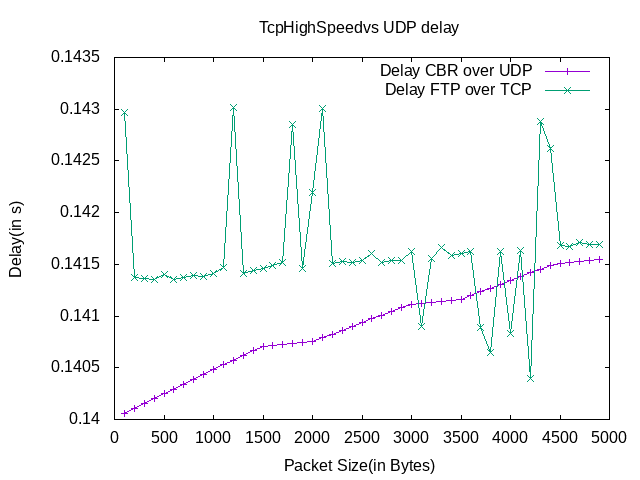 TcpHighSpeedvs UDP delay
0.1435
0.143
0.1425
0.142
0.1415
0.141
0.1405
0.14
Delay(in s)
Delay CBR over UDP
Delay FTP over TCP
0 500 1000 1500 2000 2500 3000 3500 4000 4500 5000
Packet Size(in Bytes)